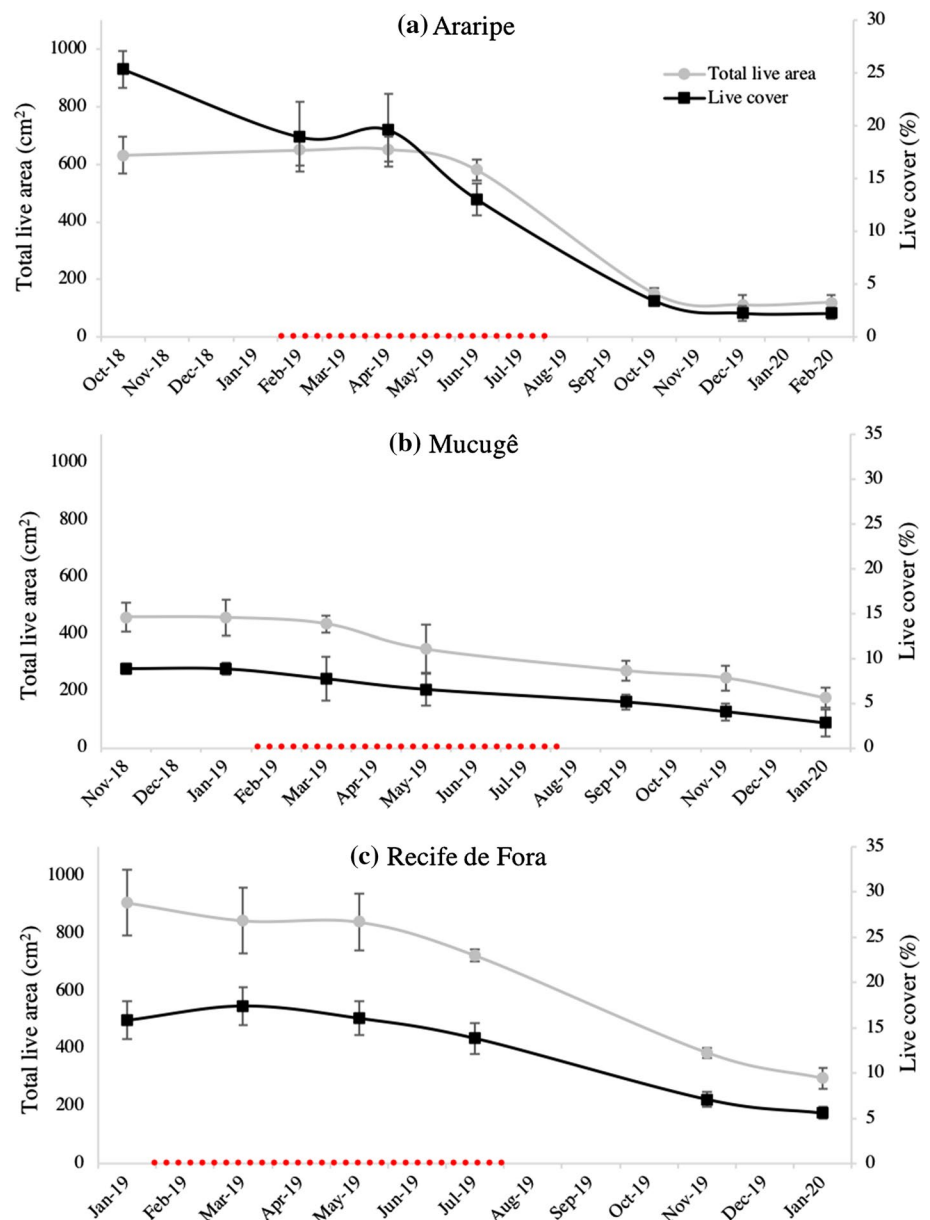 (a) Araripe
Total live area (cm²)
1000
800
600
400
200
0
Total live area
Live cover
30
25
20
15
10
5
0
Live cover (%)
Oct-18 Nov-18 Dec-18 Jan-19 Feb-19 Mar-19 Apr-19 May-19 Jun-19 Jul-19 Aug-19 Sep-19 Oct-19 Nov-19 Dec-19 Jan-20 Feb-20
(b) Mucugê
Total live area (cm²)
1000
800
600
400
200
0
35
30
25
20
15
10
5
0
Live cover (%)
Nov-18 Dec-18 Jan-19 Feb-19 Mar-19 Apr-19 May-19 Jun-19 Jul-19 Aug-19 Sep-19 Oct-19 Nov-19 Dec-19 Jan-20
(c) Recife de Fora
Total live area (cm²)
1000
800
600
400
200
0
35
30
25
20
15
10
5
0
Live cover (%)
Jan-19 Feb-19 Mar-19 Apr-19 May-19 Jun-19 Jul-19 Aug-19 Sep-19 Oct-19 Nov-19 Dec-19 Jan-20